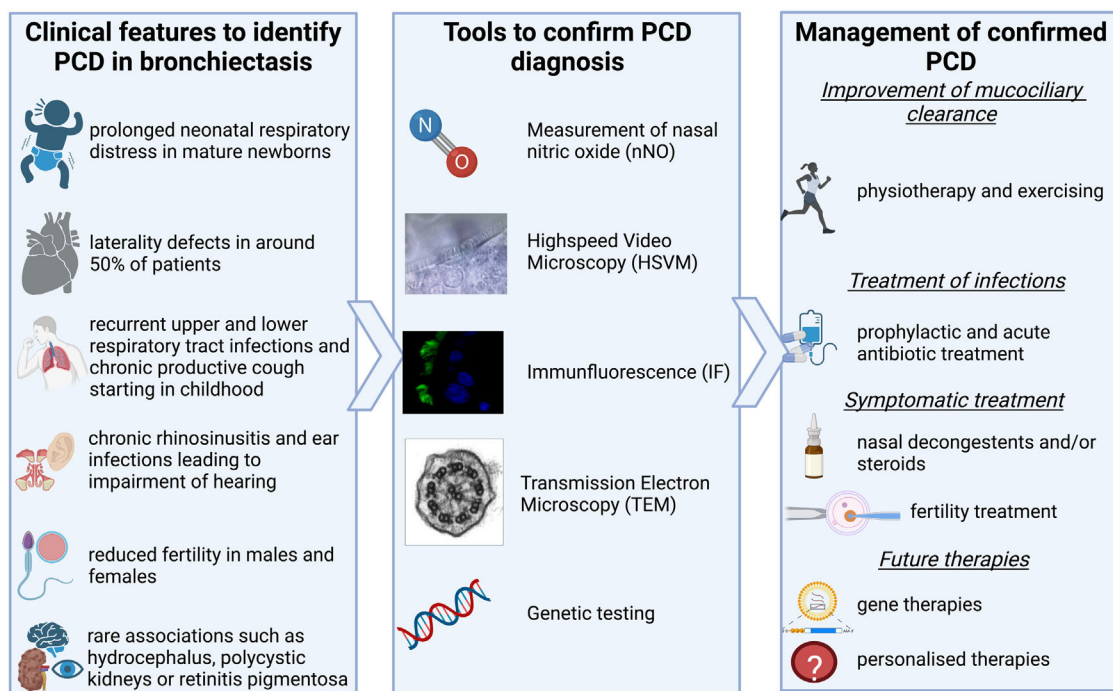 Clinical features to identify
PCD in bronchiectasis
prolonged neonatal respiratory
distress in mature newborns
laterality defects in around
50% of patients
recurrent upper and lower
respiratory tract infections and
chronic productive cough
starting in childhood
chronic rhinosinusitis and ear
infections leading to
impairment of hearing
reduced fertility in males and
females
rare associations such as
hydrocephalus, polycystic
kidneys or retinitis pigmentosa
Tools to confirm PCD
diagnosis
N
O
Measurement of nasal
nitric oxide (nNO)
Highspeed Video
Microscopy (HSVM)
Immunfluorescence (IF)
Transmission Electron
Microscopy (TEM)
Genetic testing
Management of confirmed
PCD
Improvement of mucociliary
clearance
physiotherapy and exercising
Treatment of infections
prophylactic and acute
antibiotic treatment
Symptomatic treatment
nasal decongestents and/or
steroids
fertility treatment
Future therapies
gene therapies
?
personalised therapies